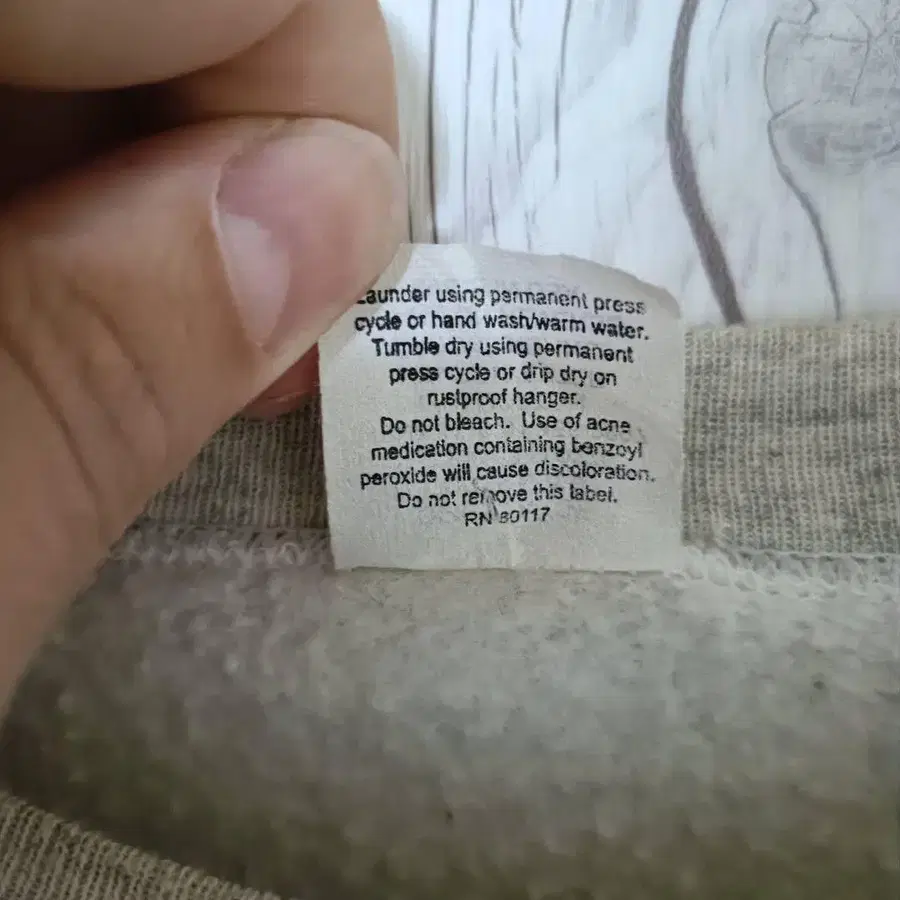 Launder using permanent press
cycle or hand wash/warm water.
Tumble dry using permanent
press cycle or drip dry on
rustproof hanger.
Do not bleach. Use of acne
medication containing benzoyl
peroxide will cause discoloration.
Do not remove this label.
RN 80117